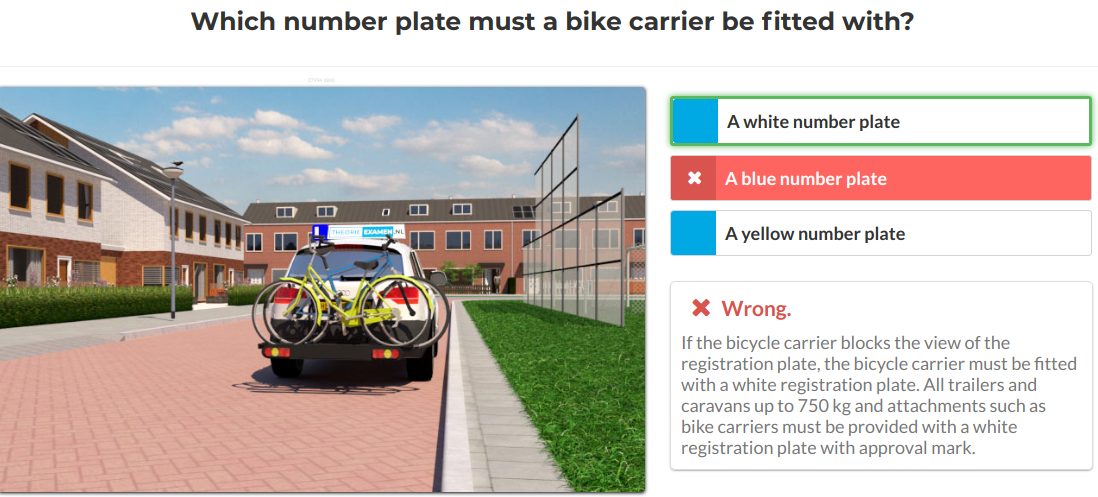 Which number plate must a bike carrier be fitted with?
THEORIE EXAMEN.NL
A white number plate
A blue number plate
A yellow number plate
Wrong.
If the bicycle carrier blocks the view of the
registration plate, the bicycle carrier must be fitted
with a white registration plate. All trailers and
caravans up to 750 kg and attachments such as
bike carriers must be provided with a white
registration plate with approval mark.